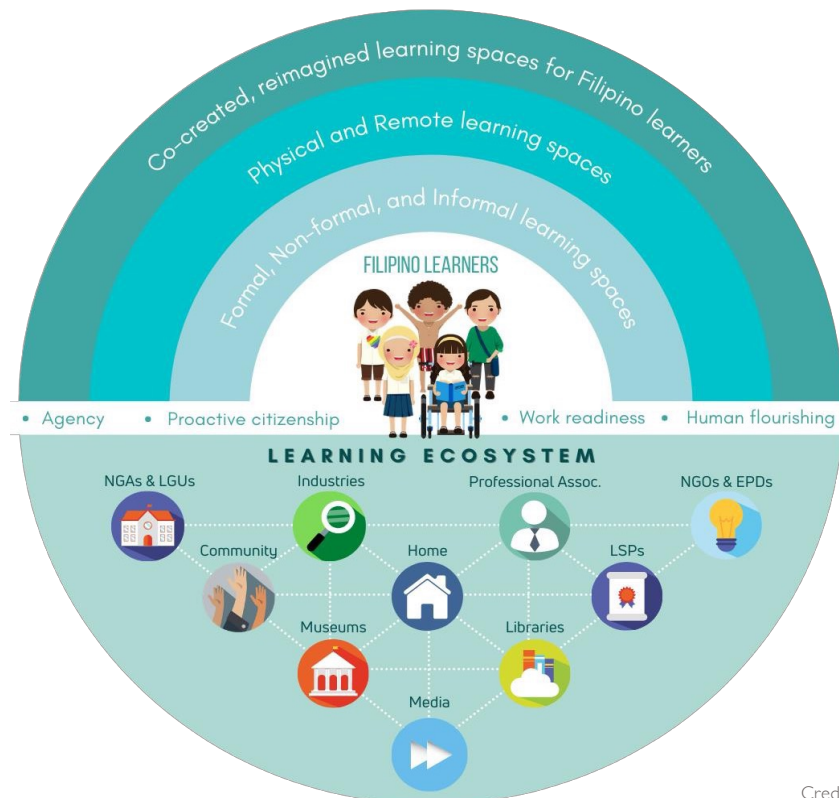 Co-created, reimagined learning spaces for Filipino learners
Physical and Remote learning spaces
Formal, Non-formal, and Informal learning spaces
FILIPINO LEARNERS
• Agency • Proactive citizenship • Work readiness • Human flourishing
LEARNING ECOSYSTEM
NGAs & LGUs Industries Professional Assoc. NGOs & EPDs
Community Home LSPs
Museums Libraries
Media